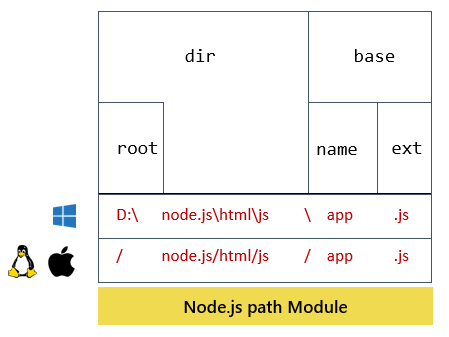 dir base
root name ext
D:\ node.js\html\js \ app .js
/ node.js/html/js / app .js
Node.js path Module